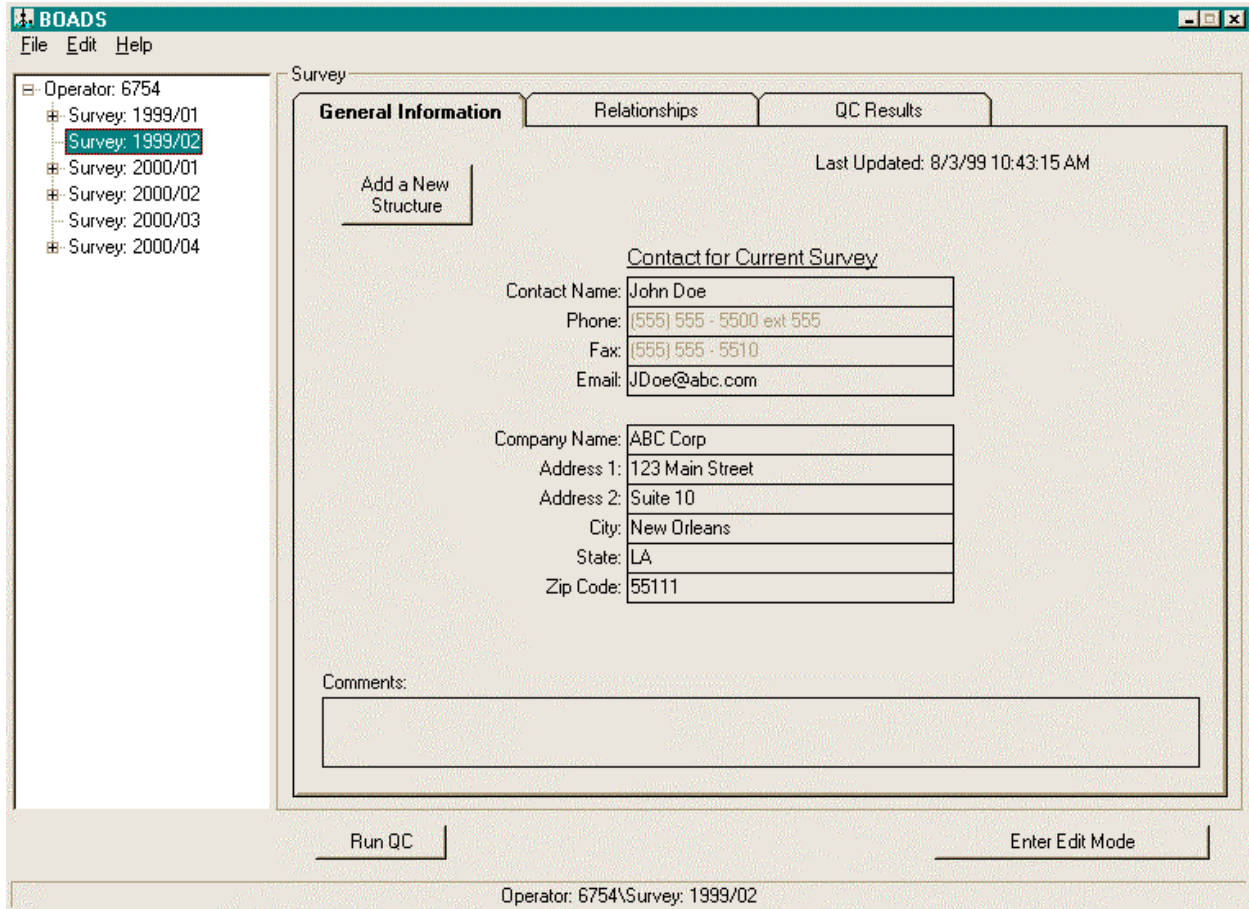 BOADS
File Edit Help
Operator: 6754
Survey: 1999/01
Survey: 1999/02
Survey: 2000/01
Survey: 2000/02
Survey: 2000/03
Survey: 2000/04
Survey
General Information Relationships QC Results
Last Updated: 8/3/99 10:43:15 AM
Add a New
Structure
Contact for Current Survey
Contact Name: John Doe
Phone: (555) 555 - 5500 ext 555
Fax: (555) 555 - 5510
Email: JDoe@abc.com
Company Name: ABC Corp
Address 1: 123 Main Street
Address 2: Suite 10
City: New Orleans
State: LA
Zip Code: 55111
Comments:
Run QC Enter Edit Mode
Operator: 6754\Survey: 1999/02